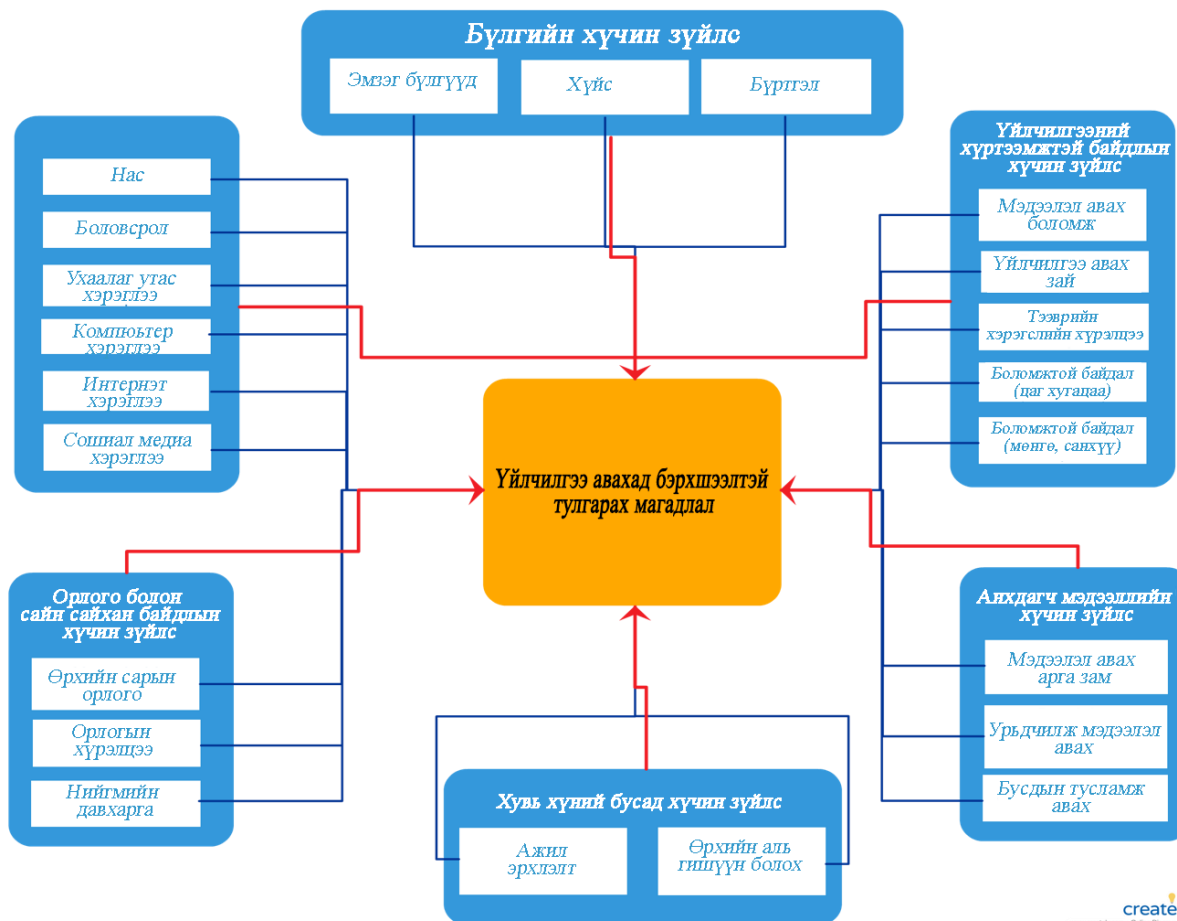 Бүлгийн хүчин зүйлс
Эмзэг бүлгүүд
Хүйс
Бүртгэл
Нас
Боловсрол
Ухаалаг утас
хэрэглээ
Компьютер
хэрэглээ
Интернэт
хэрэглээ
Сошиал медиа
хэрэглээ
Үйлчилгээний
хүртээмжтэй байдлын
хүчин зүйлс
Мэдээлэл авах
боломж
Үйлчилгээ авах
зай
Тээврийн
хэрэгслийн хүрэлцээ
Боломжтой байдал
(цаг хугацаа)
Боломжтой байдал
(мөнгө, санхүү)
Үйлчилгээ авахад бэрхшээлтэй
тулгарах магадлал
Орлого болон
сайн сайхан байдлын
хүчин зүйлс
Өрхийн сарын
орлого
Орлогын
хүрэлцээ
Нийгмийн
давхарга
Хувь хүний бусад хүчин зүйлс
Ажил
эрхлэлт
Өрхийн аль
гишүүн болох
Анхдагч мэдээллийн
хүчин зүйлс
Мэдээлэл авах
арга зам
Урьдчилж мэдээлэл
авах
Бусдын тусламж
авах
create